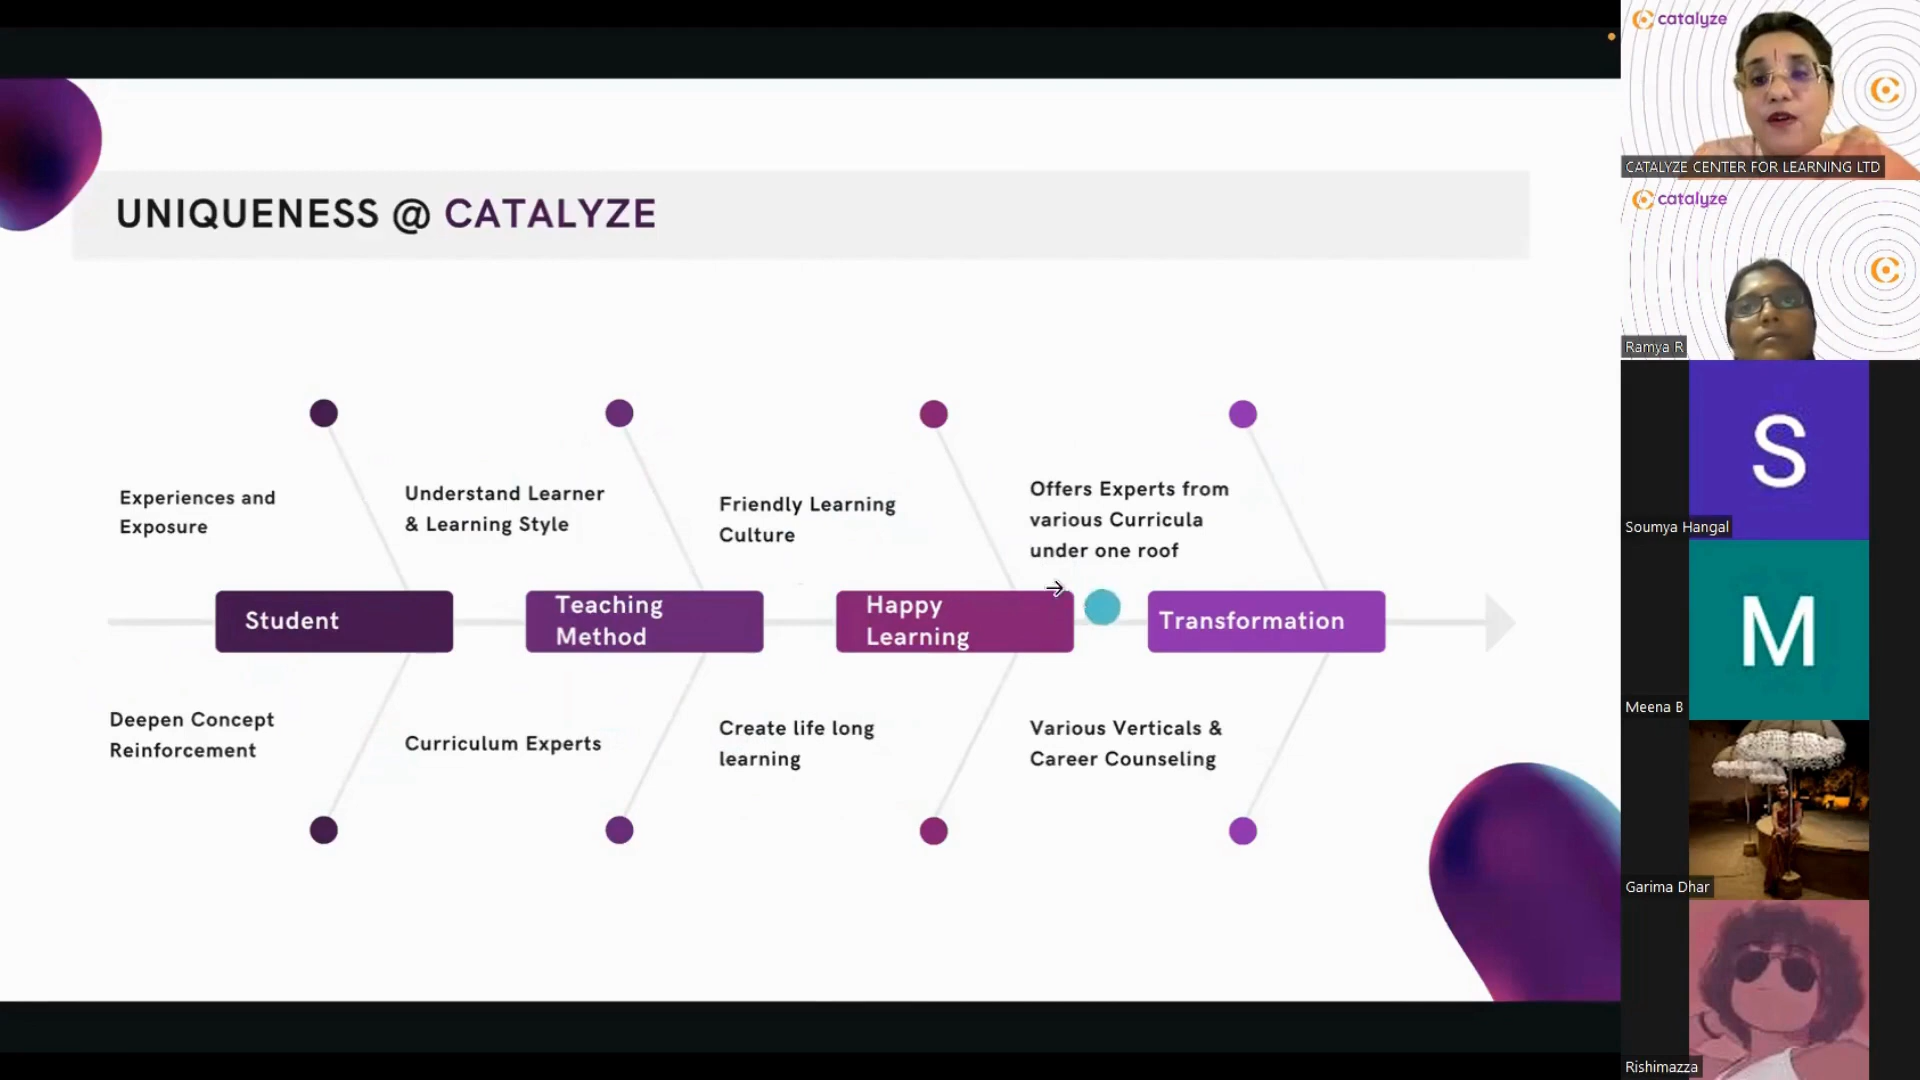 UNIQUENESS @ CATALYZE
Experiences and
Exposure
Understand Learner
& Learning Style
Friendly Learning
Culture
Offers Experts from
various Curricula
under one roof
Student
Teaching
Method
Happy
Learning
Transformation
Deepen Concept
Reinforcement
Curriculum Experts
Create life long
learning
Various Verticals &
Career Counseling
catalyze
CATALYZE CENTER FOR LEARNING LTD
catalyze
Ramya R
S
Soumya Hangal
M
Meena B
Garima Dhar
Rishimazza